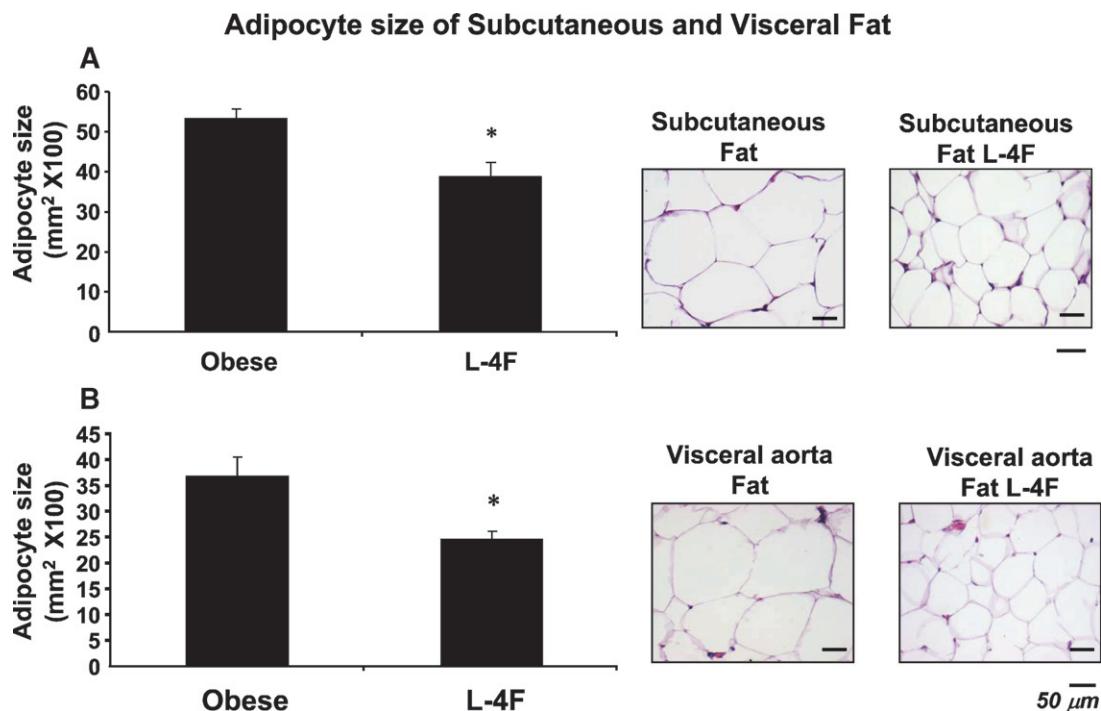 Adipocyte size of Subcutaneous and Visceral Fat
A
Adipocyte size
(mm² X100)
60
50
40
30
20
10
0
*
Obese
L-4F
Subcutaneous
Fat
Subcutaneous
Fat L-4F
B
Adipocyte size
(mm² X100)
45
40
35
30
25
20
15
10
5
0
*
Obese
L-4F
Visceral aorta
Fat
Visceral aorta
Fat L-4F
50 μm